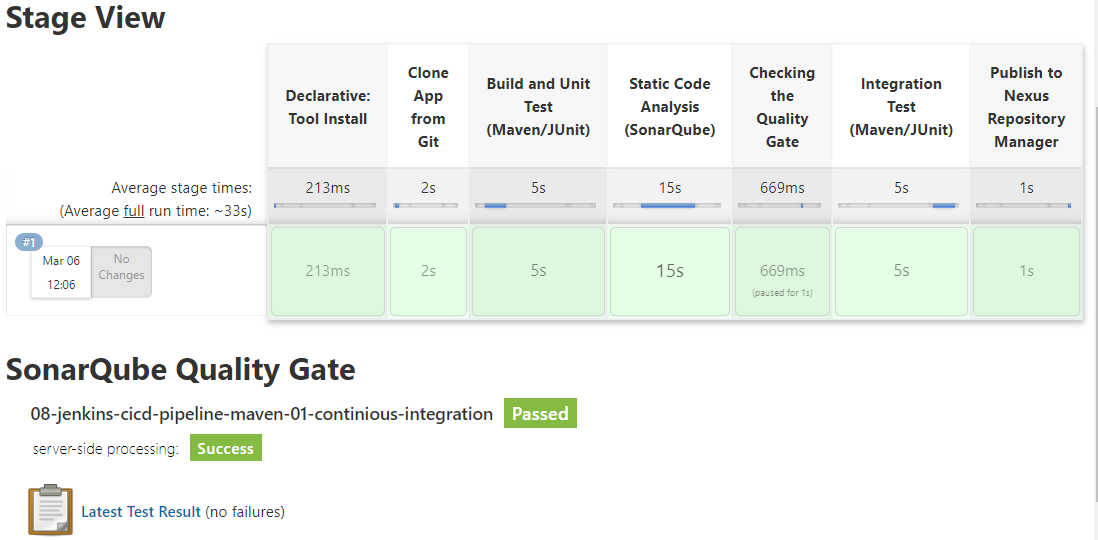 Stage View
Declarative:
Tool Install
Clone
App
from
Git
Build and Unit
Test
(Maven/JUnit)
Static Code
Analysis
(SonarQube)
Checking
the
Quality
Gate
Integration
Test
(Maven/JUnit)
Publish to
Nexus
Repository
Manager
Average stage times:
213ms
2s
5s
15s
669ms
5s
1s
(Average full run time: ~33s)
#1
Mar 06
12:06
No
Changes
213ms
2s
5s
15s
669ms
(paused for 1s)
5s
1s
SonarQube Quality Gate
08-jenkins-cicd-pipeline-maven-01-continious-integration Passed
server-side processing: Success
Latest Test Result (no failures)